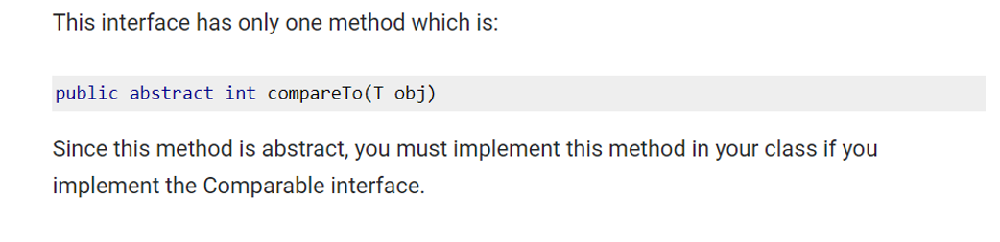 This interface has only one method which is:
public abstract int compareTo(T obj)
Since this method is abstract, you must implement this method in your class if you
implement the Comparable interface.